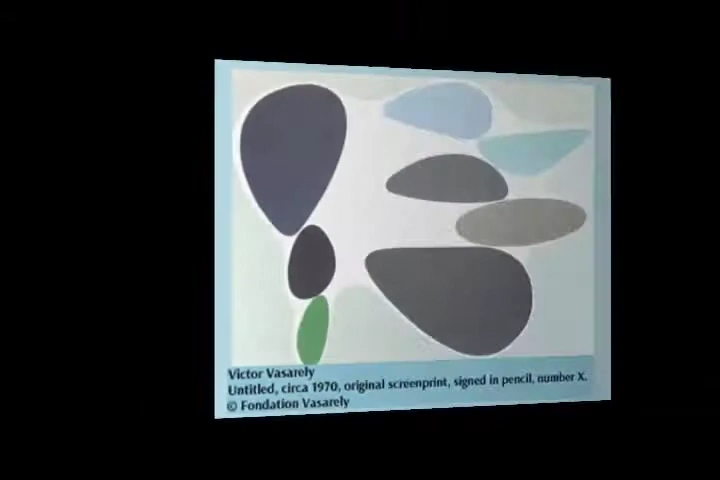 Victor Vasarely
Untitled, circa 1970, original screenprint, signed in pencil, number X.
© Fondation Vasarely